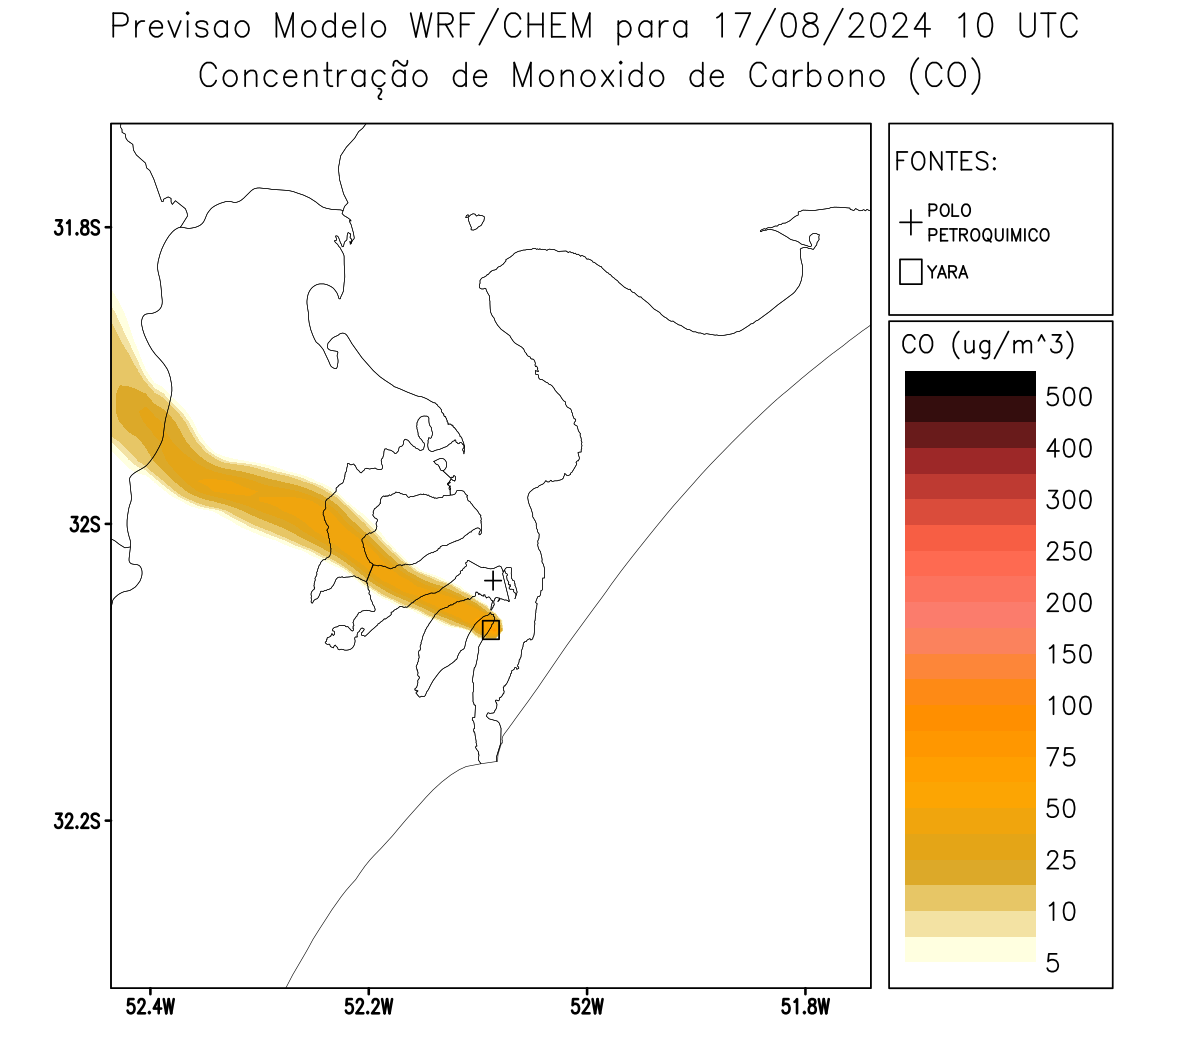 Previsao Modelo WRF/CHEM para 17/08/2024 10 UTC
Concentração de Monoxido de Carbono (CO)
FONTES:
POLO
PETROQUIMICO
YARA
CO (ug/m^3)
500
400
300
250
200
150
100
75
50
25
10
5
31.8S
32S
32.2S
52.4W
52.2W
52W
51.8W